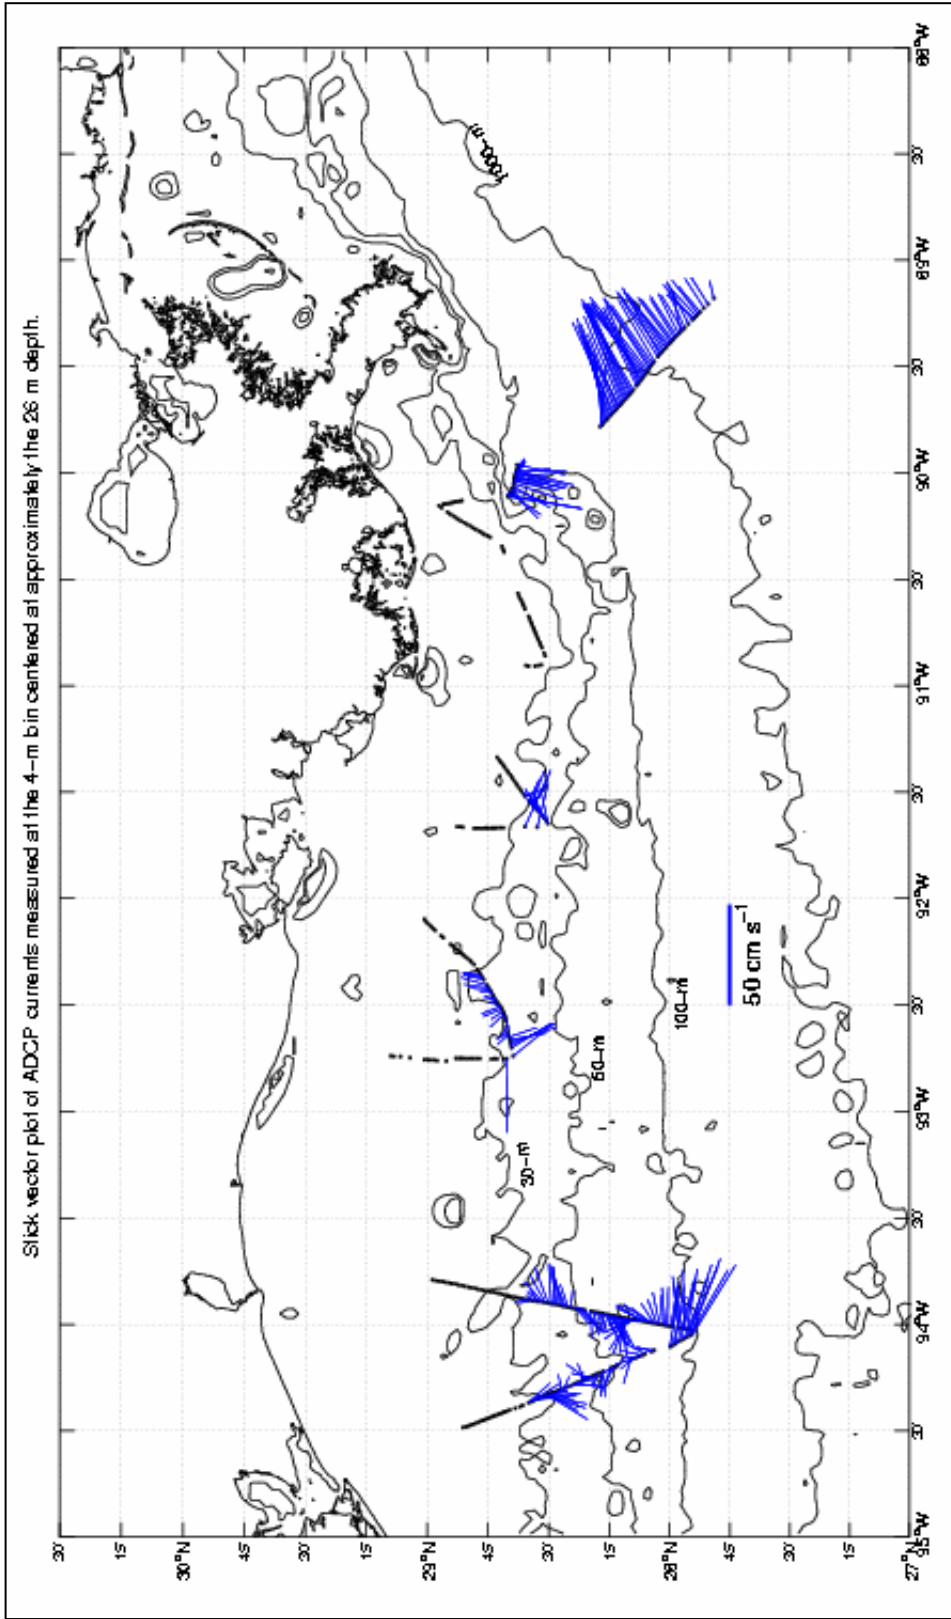 Stick vector plot of ADCP currents measured at the 4-m bin centered at approximately the 26 m depth.
30'
15'
30°N
45'
30'
15'
29°N
45'
30'
15'
28°N
45'
30'
15'
27°N
1000-m
30-m
60-m
100-m
50 cm s⁻¹
95°W
30'
94°W
30'
93°W
30'
92°W
30'
91°W
30'
90°W
30'
89°W
30'
88°W